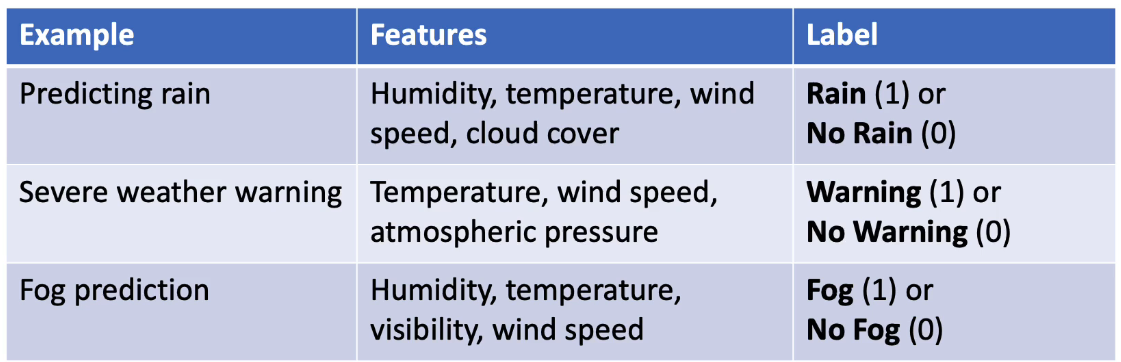 Example Features Label
Predicting rain Humidity, temperature, wind Rain (1) or
speed, cloud cover No Rain (0)
Severe weather warning Temperature, wind speed, Warning (1) or
atmospheric pressure No Warning (0)
Fog prediction Humidity, temperature, Fog (1) or
visibility, wind speed No Fog (0)